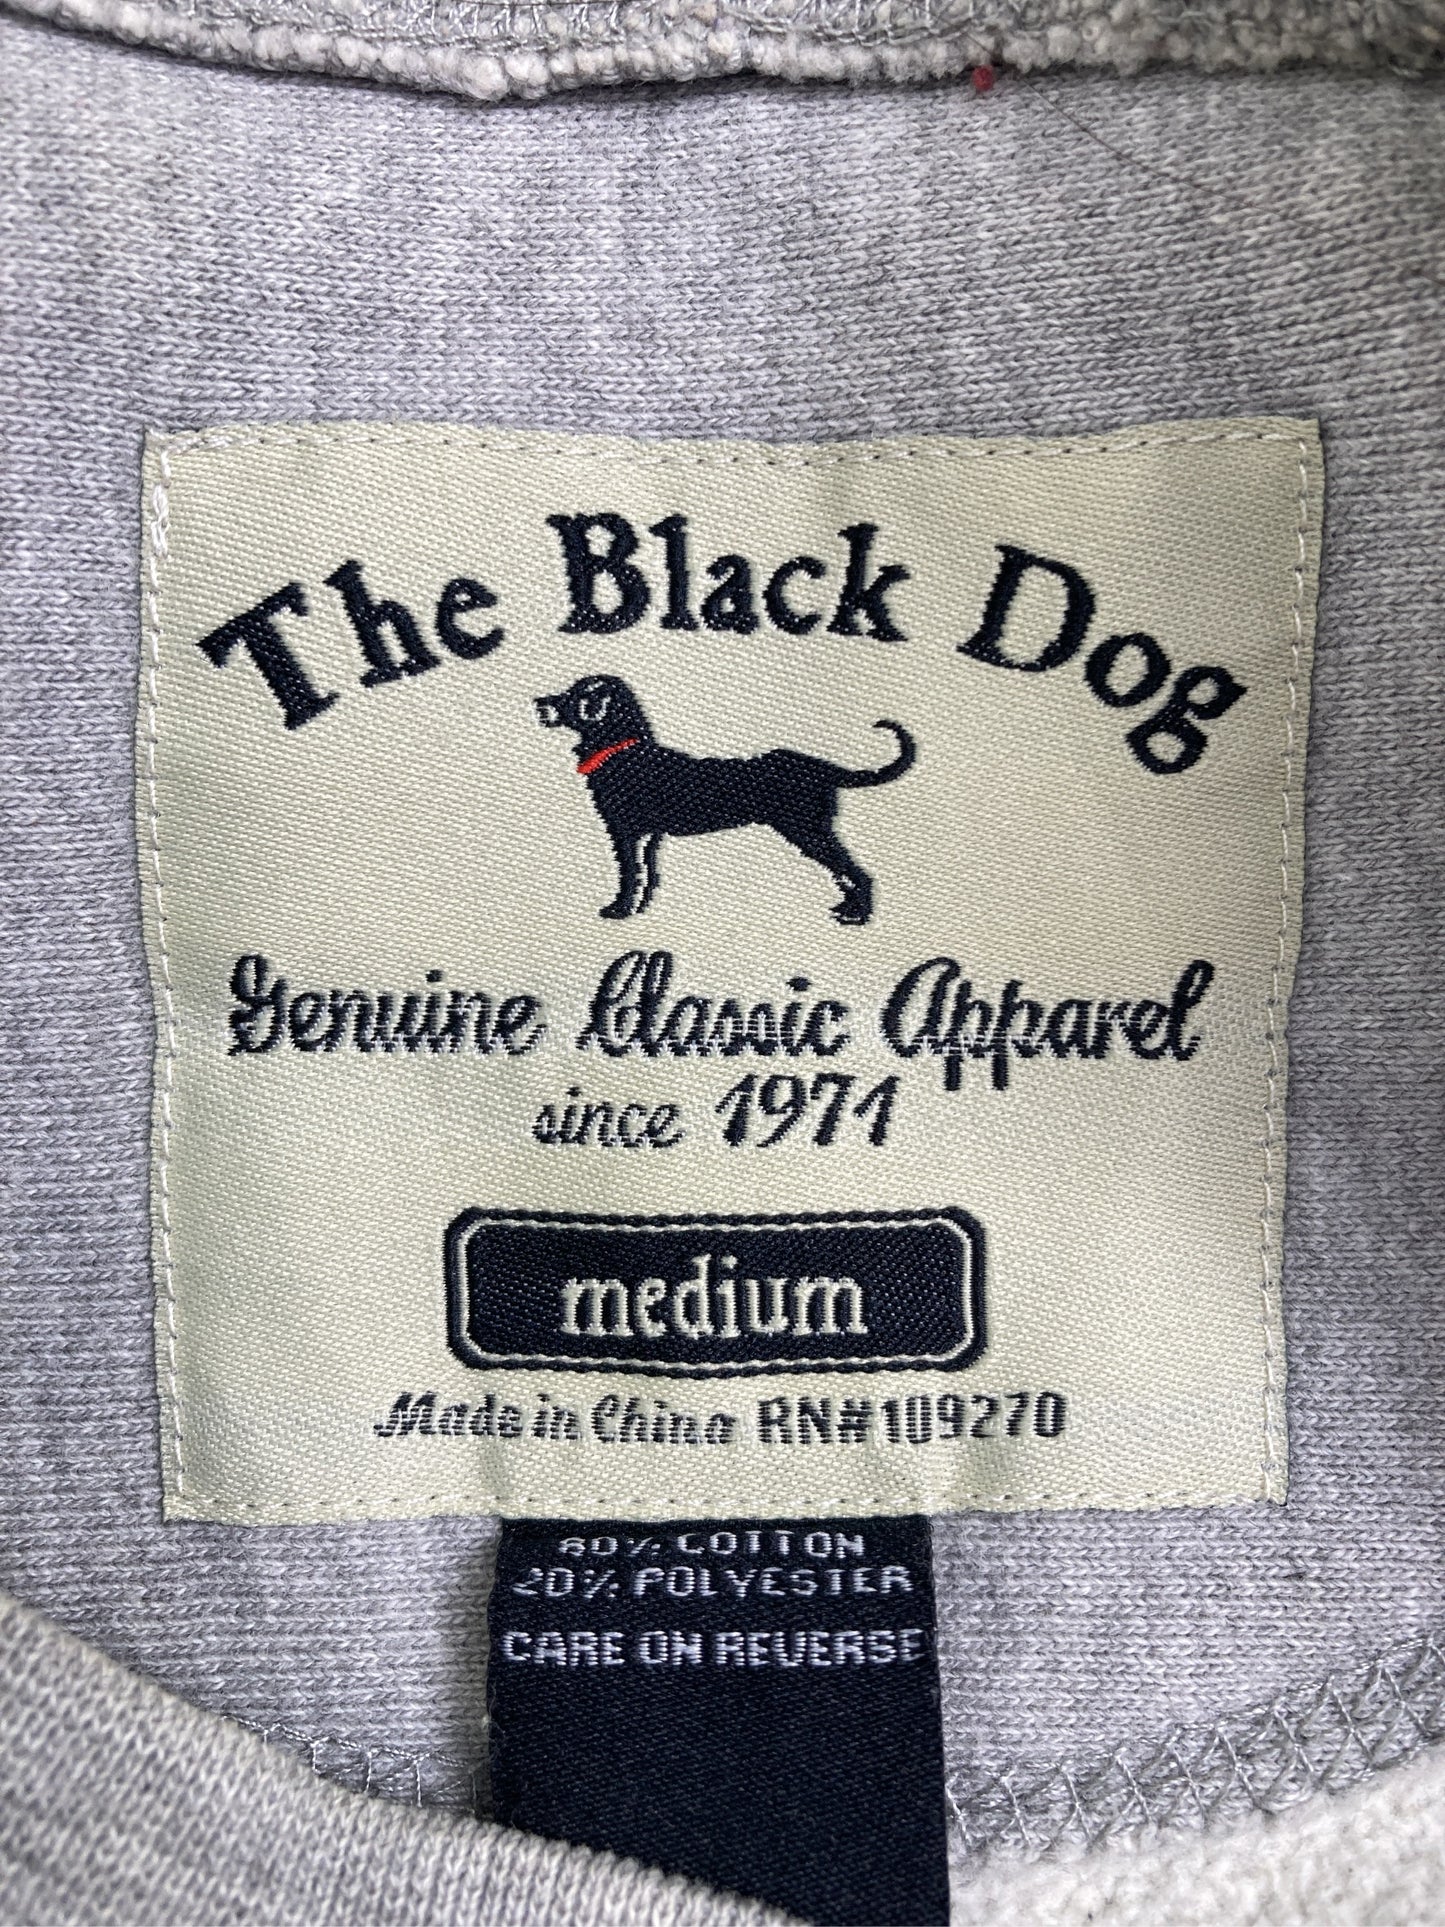 The Black Dog
Genuine Classic Apparel
since 1971
medium
Made in China RN#109270
80% COTTON
20% POLYESTER
CARE ON REVERSE